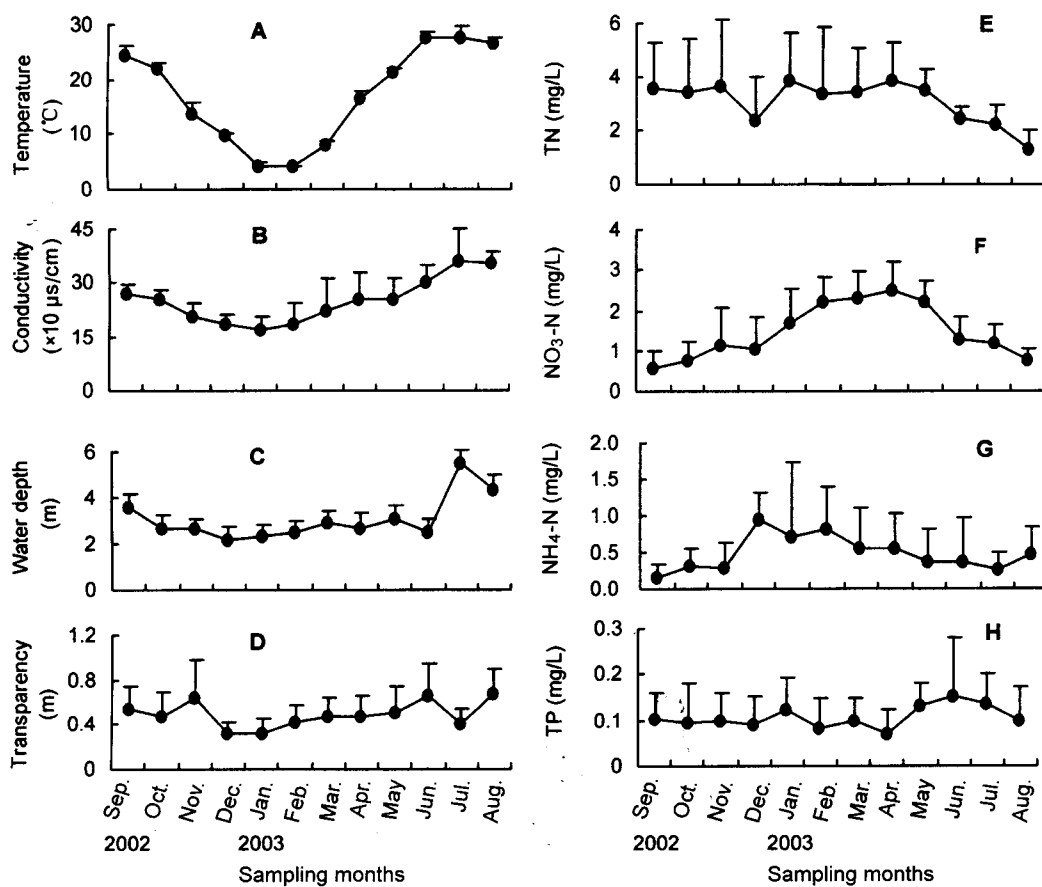 A
Temperature
(℃)
30
20
10
0
B
Conductivity
(×10 µs/cm)
45
30
15
0
C
Water depth
(m)
6
4
2
0
D
Transparency
(m)
1.2
0.8
0.4
0
Sep. Oct. Nov. Dec. Jan. Feb. Mar. Apr. May Jun. Jul. Aug.
2002 2003
Sampling months
E
TN (mg/L)
6
4
2
0
F
NO3-N (mg/L)
4
3
2
1
0
G
NH4-N (mg/L)
2.0
1.5
1.0
0.5
0.0
H
TP (mg/L)
0.3
0.2
0.1
0.0
Sep. Oct. Nov. Dec. Jan. Feb. Mar. Apr. May Jun. Jul. Aug.
2002 2003
Sampling months